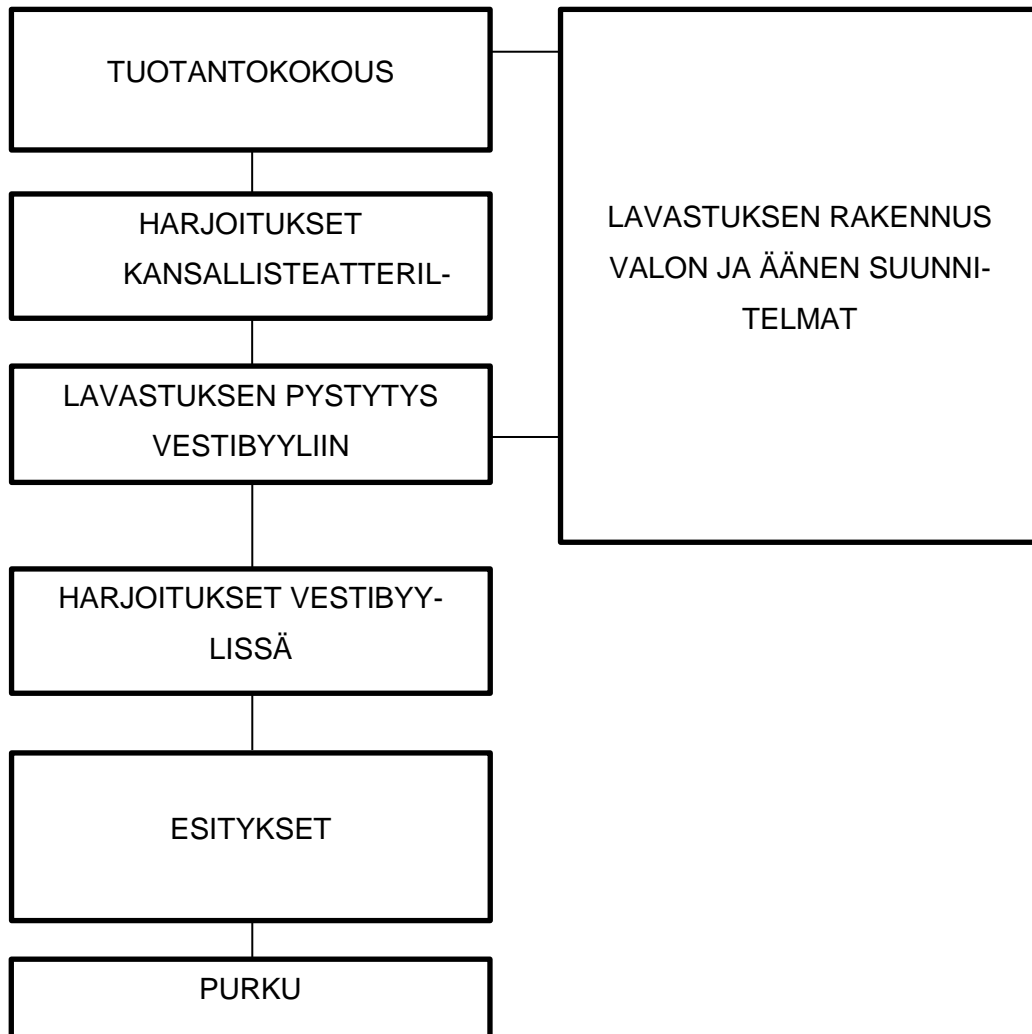 TUOTANTOKOKOUS
HARJOITUKSET
KANSALLISTEATTERIL-
LAVASTUKSEN PYSTYTYS
VESTIBYYLIIN
HARJOITUKSET VESTIBYY-
LISSÄ
ESITYKSET
PURKU
LAVASTUKSEN RAKENNUS
VALON JA ÄÄNEN SUUNNI-
TELMAT